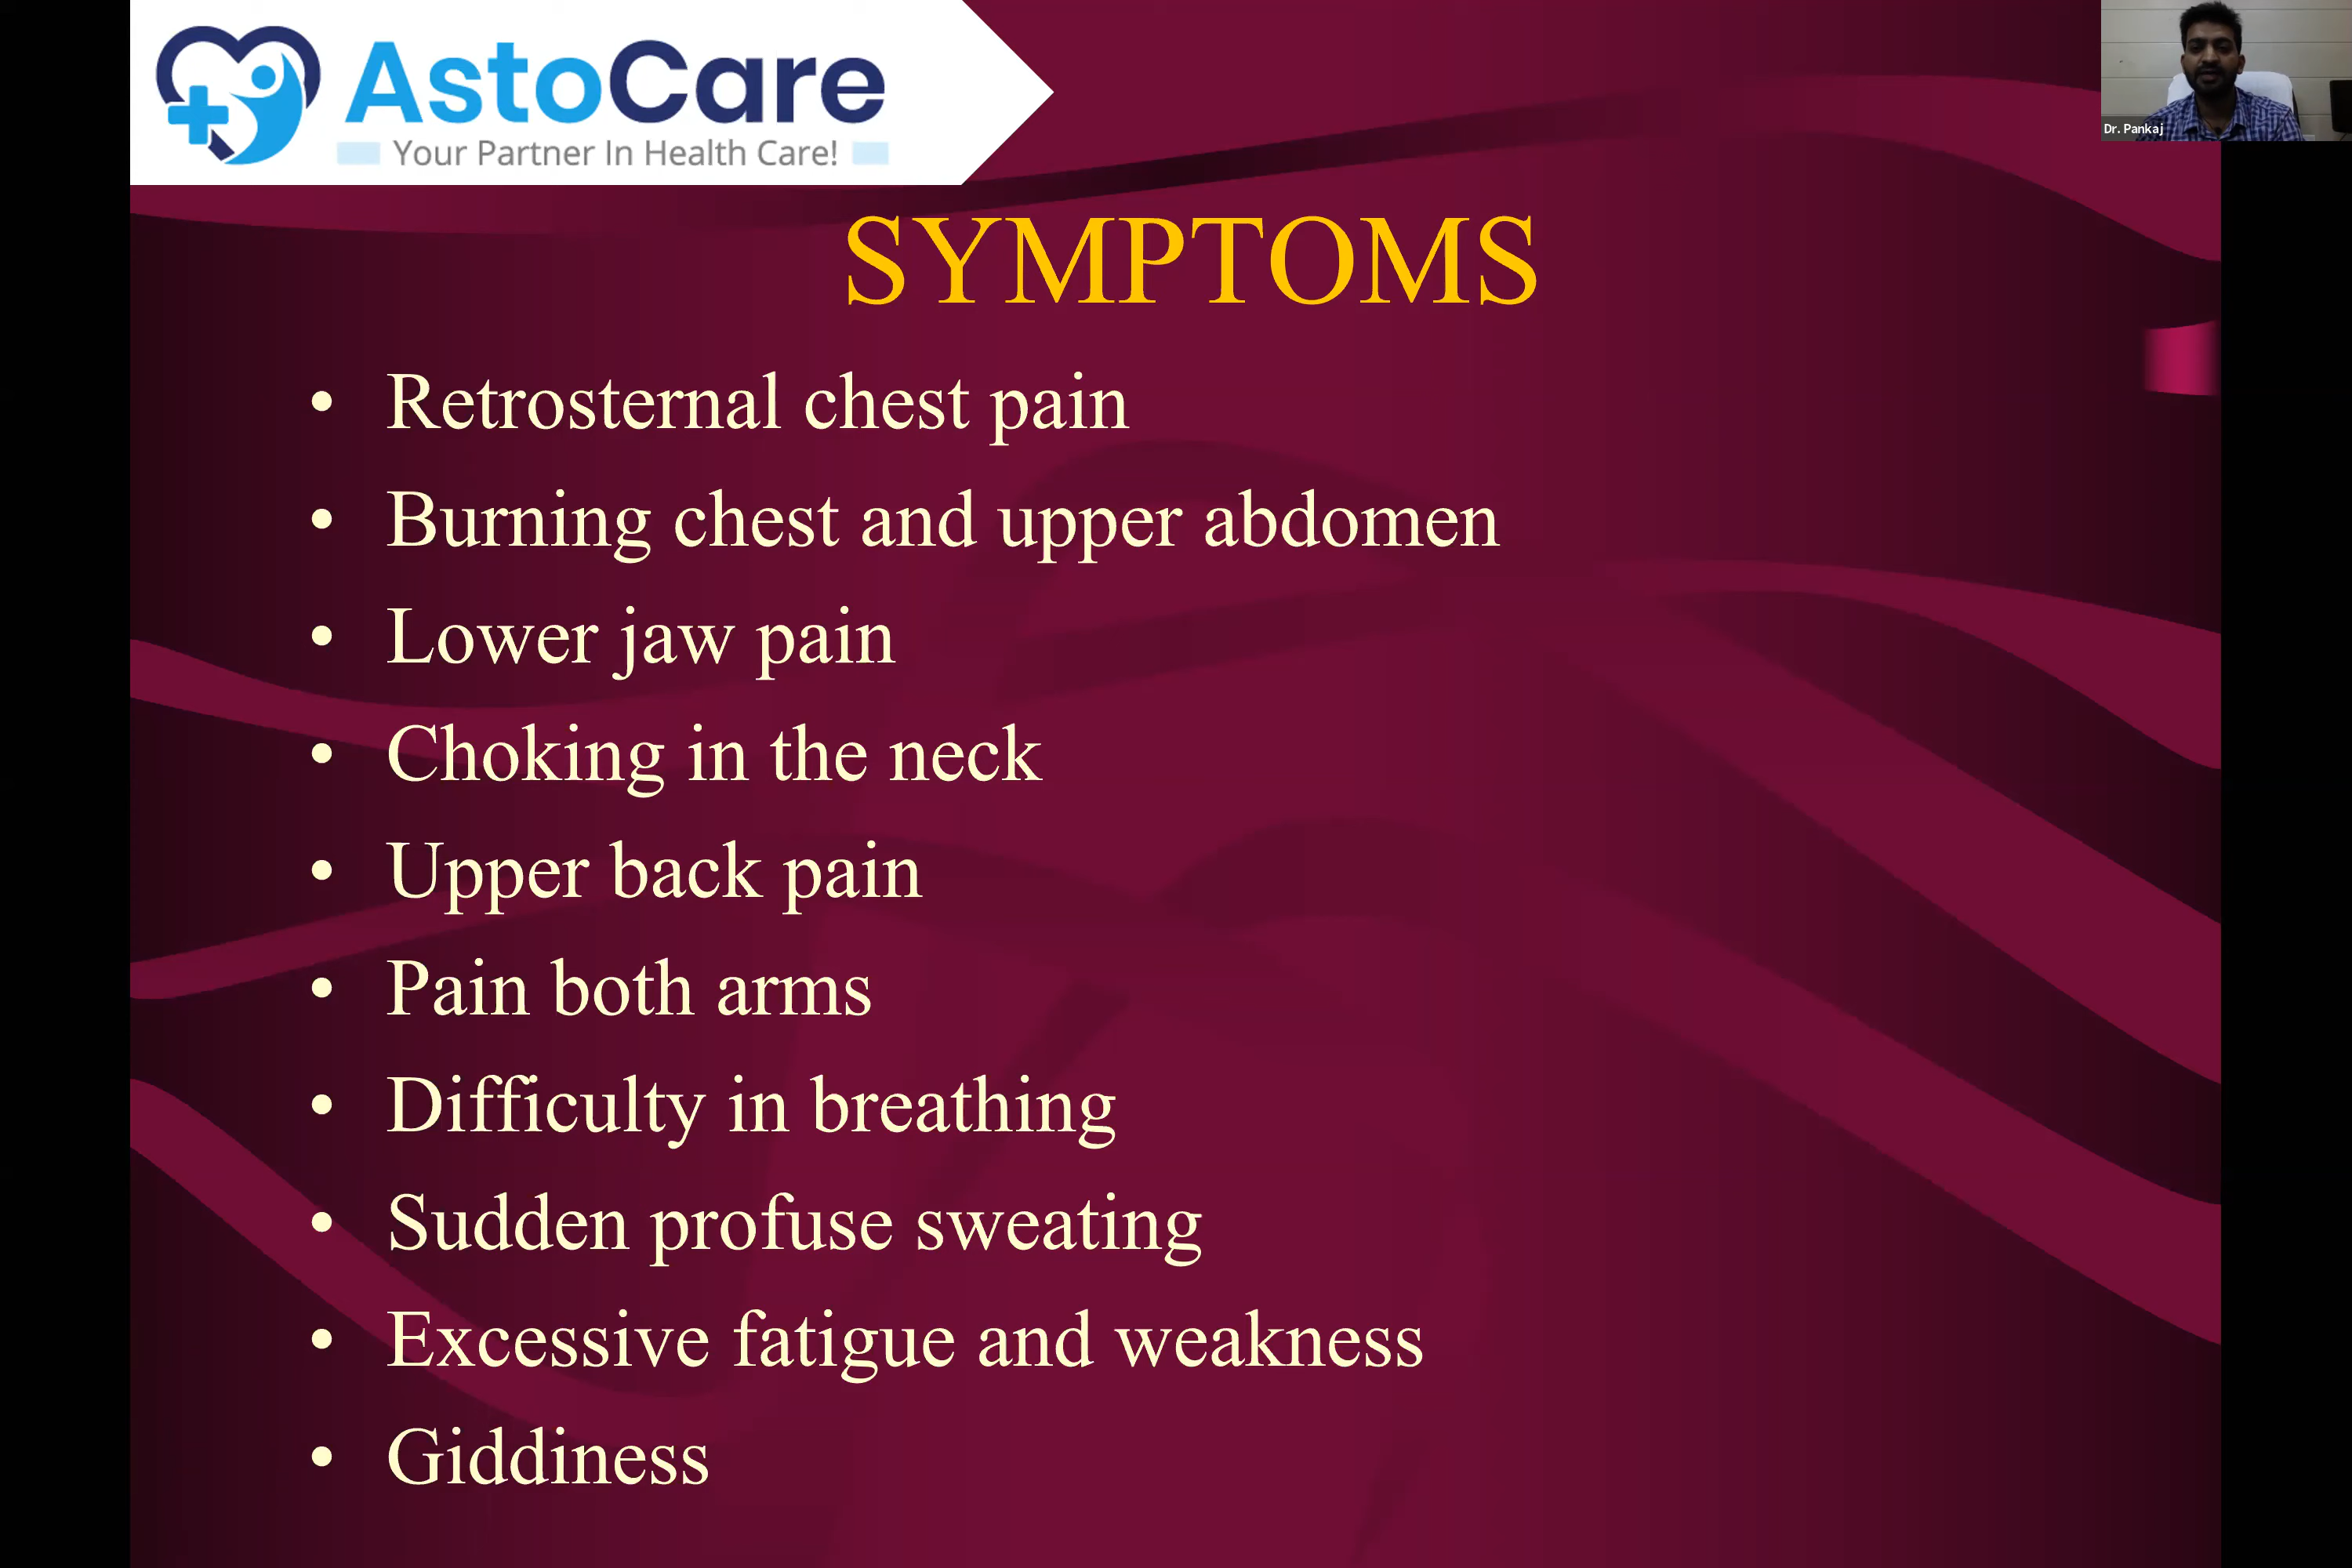 AstoCare
Your Partner In Health Care!
Dr. Pankaj
SYMPTOMS
• Retrosternal chest pain
• Burning chest and upper abdomen
• Lower jaw pain
• Choking in the neck
• Upper back pain
• Pain both arms
• Difficulty in breathing
• Sudden profuse sweating
• Excessive fatigue and weakness
• Giddiness